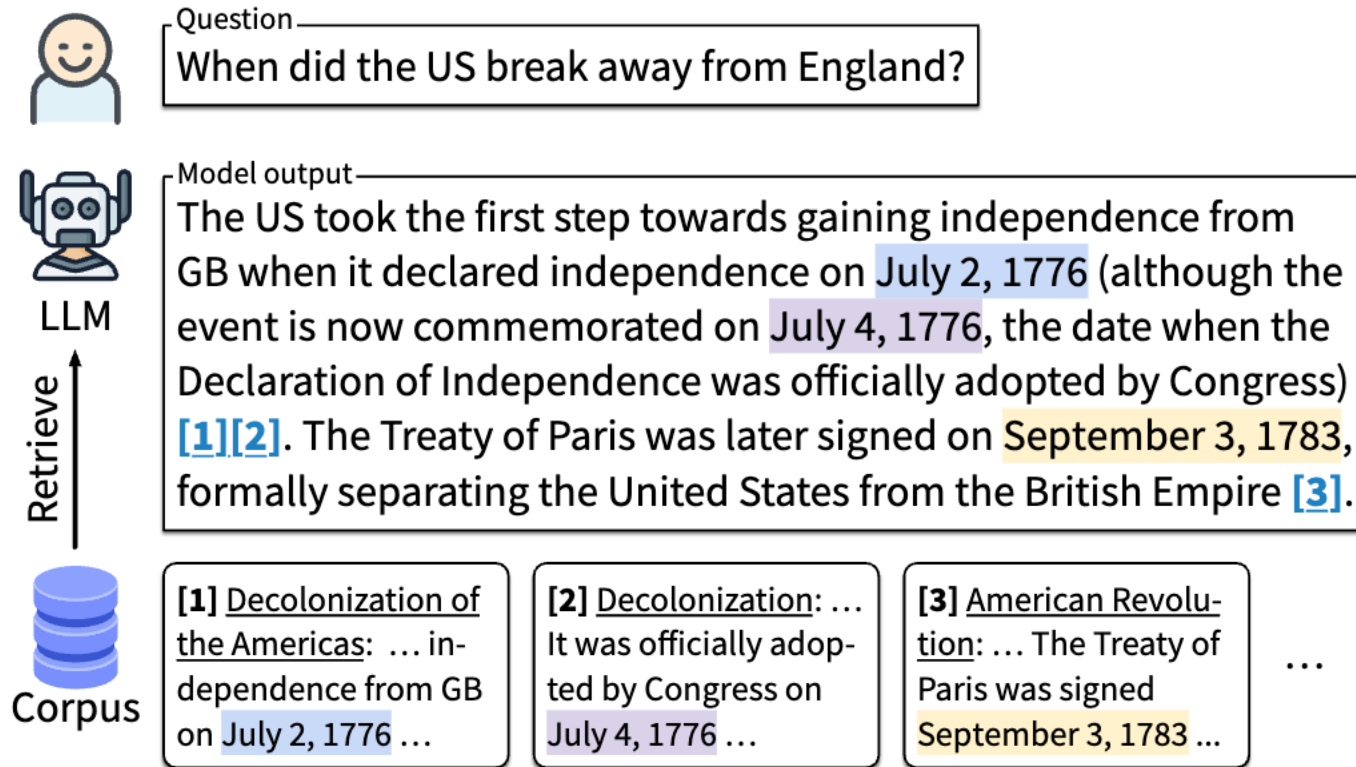 Question
When did the US break away from England?
Model output
The US took the first step towards gaining independence from
GB when it declared independence on July 2, 1776 (although the
event is now commemorated on July 4, 1776, the date when the
Declaration of Independence was officially adopted by Congress)
[1][2]. The Treaty of Paris was later signed on September 3, 1783,
formally separating the United States from the British Empire [3].
LLM
Retrieve
Corpus
[1] Decolonization of
the Americas: … in-
dependence from GB
on July 2, 1776 …
[2] Decolonization: …
It was officially adop-
ted by Congress on
July 4, 1776 …
[3] American Revolu-
tion: … The Treaty of
Paris was signed
September 3, 1783 ...
…